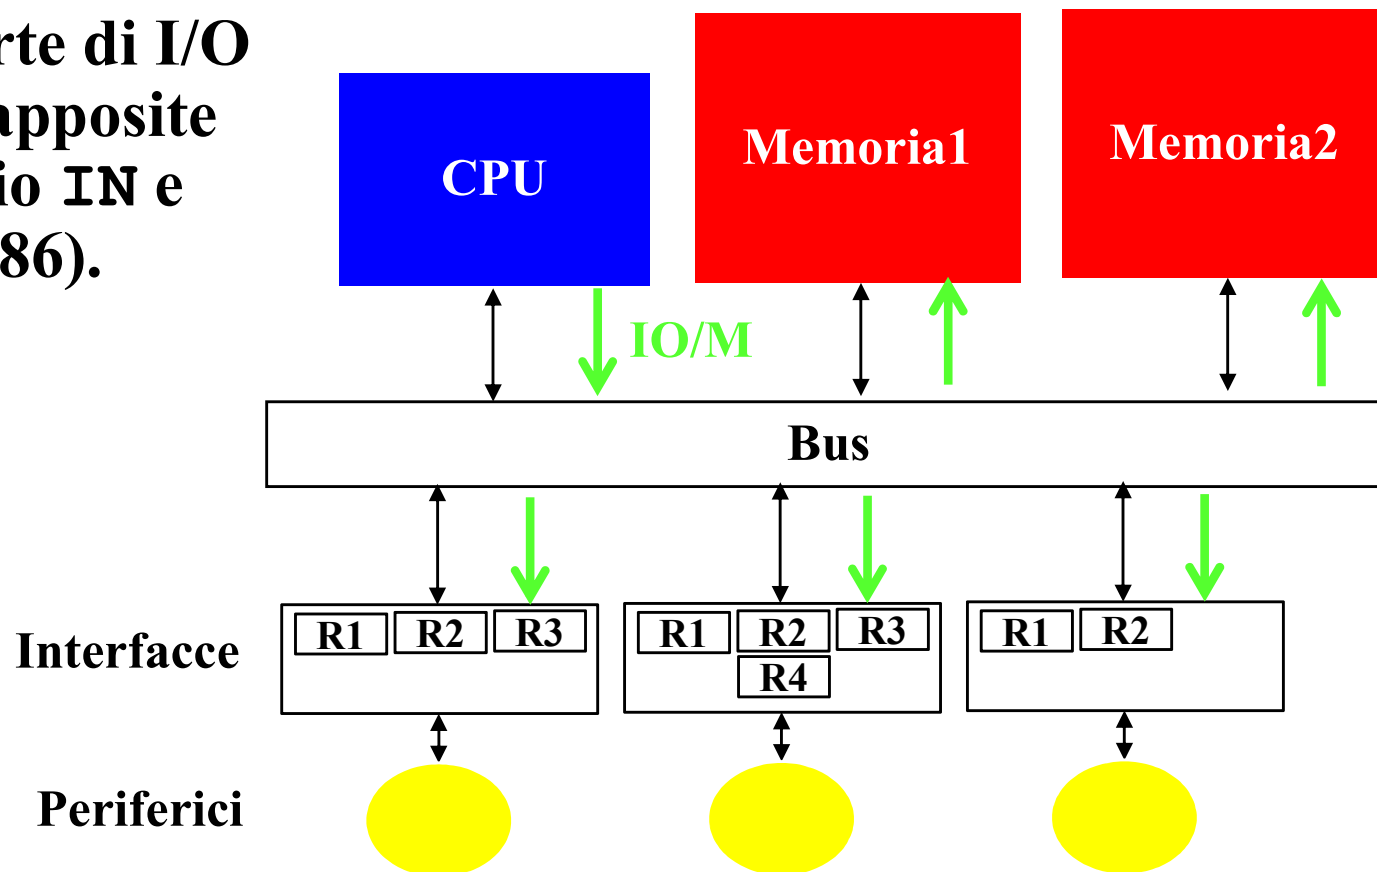 rte di I/O
apposite
io IN e
86).
CPU
Memoria1
Memoria2
IO/M
Bus
Interfacce
R1 R2 R3
R1 R2 R3
R4
R1 R2
Periferici